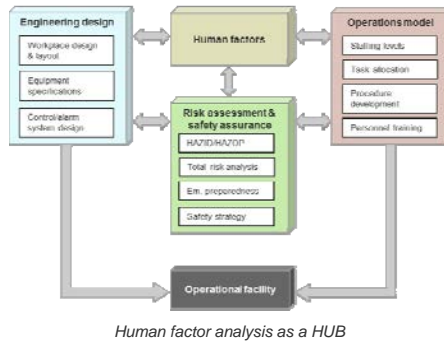 Engineering design
Workplace design
& layout
Equipment
specifications
Control/alarm
system design
Human factors
Operations model
Staffing levels
Task allocation
Procedure
development
Personnel training
Risk assessment &
safety assurance
HAZID/HAZOP
Total risk analysis
Em. preparedness
Safety strategy
Operational facility
Human factor analysis as a HUB